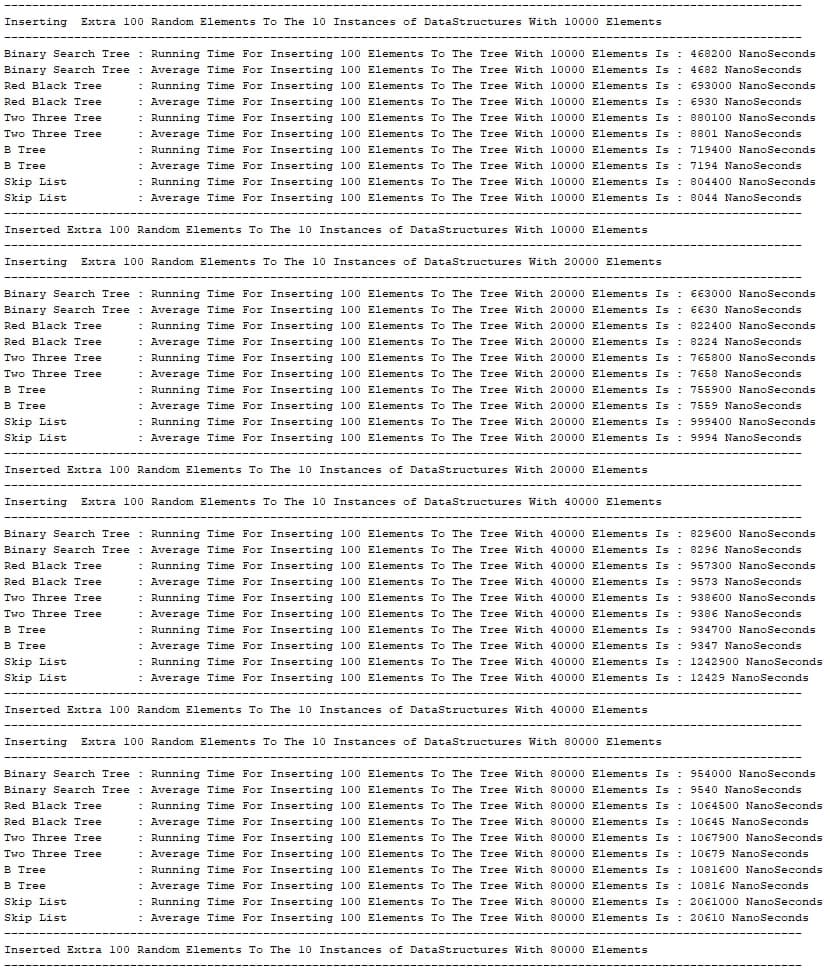 --------------------------------------------------------------------------------------------------------------
Inserting  Extra 100 Random Elements To The 10 Instances of DataStructures With 10000 Elements
--------------------------------------------------------------------------------------------------------------
Binary Search Tree : Running Time For Inserting 100 Elements To The Tree With 10000 Elements Is : 468200 NanoSeconds
Binary Search Tree : Average Time For Inserting 100 Elements To The Tree With 10000 Elements Is : 4682 NanoSeconds
Red Black Tree     : Running Time For Inserting 100 Elements To The Tree With 10000 Elements Is : 693000 NanoSeconds
Red Black Tree     : Average Time For Inserting 100 Elements To The Tree With 10000 Elements Is : 6930 NanoSeconds
Two Three Tree     : Running Time For Inserting 100 Elements To The Tree With 10000 Elements Is : 880100 NanoSeconds
Two Three Tree     : Average Time For Inserting 100 Elements To The Tree With 10000 Elements Is : 8801 NanoSeconds
B Tree             : Running Time For Inserting 100 Elements To The Tree With 10000 Elements Is : 719400 NanoSeconds
B Tree             : Average Time For Inserting 100 Elements To The Tree With 10000 Elements Is : 7194 NanoSeconds
Skip List          : Running Time For Inserting 100 Elements To The Tree With 10000 Elements Is : 804400 NanoSeconds
Skip List          : Average Time For Inserting 100 Elements To The Tree With 10000 Elements Is : 8044 NanoSeconds
--------------------------------------------------------------------------------------------------------------
Inserted Extra 100 Random Elements To The 10 Instances of DataStructures With 10000 Elements
--------------------------------------------------------------------------------------------------------------
Inserting  Extra 100 Random Elements To The 10 Instances of DataStructures With 20000 Elements
--------------------------------------------------------------------------------------------------------------
Binary Search Tree : Running Time For Inserting 100 Elements To The Tree With 20000 Elements Is : 663000 NanoSeconds
Binary Search Tree : Average Time For Inserting 100 Elements To The Tree With 20000 Elements Is : 6630 NanoSeconds
Red Black Tree     : Running Time For Inserting 100 Elements To The Tree With 20000 Elements Is : 822400 NanoSeconds
Red Black Tree     : Average Time For Inserting 100 Elements To The Tree With 20000 Elements Is : 8224 NanoSeconds
Two Three Tree     : Running Time For Inserting 100 Elements To The Tree With 20000 Elements Is : 765800 NanoSeconds
Two Three Tree     : Average Time For Inserting 100 Elements To The Tree With 20000 Elements Is : 7658 NanoSeconds
B Tree             : Running Time For Inserting 100 Elements To The Tree With 20000 Elements Is : 755900 NanoSeconds
B Tree             : Average Time For Inserting 100 Elements To The Tree With 20000 Elements Is : 7559 NanoSeconds
Skip List          : Running Time For Inserting 100 Elements To The Tree With 20000 Elements Is : 999400 NanoSeconds
Skip List          : Average Time For Inserting 100 Elements To The Tree With 20000 Elements Is : 9994 NanoSeconds
--------------------------------------------------------------------------------------------------------------
Inserted Extra 100 Random Elements To The 10 Instances of DataStructures With 20000 Elements
--------------------------------------------------------------------------------------------------------------
Inserting  Extra 100 Random Elements To The 10 Instances of DataStructures With 40000 Elements
--------------------------------------------------------------------------------------------------------------
Binary Search Tree : Running Time For Inserting 100 Elements To The Tree With 40000 Elements Is : 829600 NanoSeconds
Binary Search Tree : Average Time For Inserting 100 Elements To The Tree With 40000 Elements Is : 8296 NanoSeconds
Red Black Tree     : Running Time For Inserting 100 Elements To The Tree With 40000 Elements Is : 957300 NanoSeconds
Red Black Tree     : Average Time For Inserting 100 Elements To The Tree With 40000 Elements Is : 9573 NanoSeconds
Two Three Tree     : Running Time For Inserting 100 Elements To The Tree With 40000 Elements Is : 938600 NanoSeconds
Two Three Tree     : Average Time For Inserting 100 Elements To The Tree With 40000 Elements Is : 9386 NanoSeconds
B Tree             : Running Time For Inserting 100 Elements To The Tree With 40000 Elements Is : 934700 NanoSeconds
B Tree             : Average Time For Inserting 100 Elements To The Tree With 40000 Elements Is : 9347 NanoSeconds
Skip List          : Running Time For Inserting 100 Elements To The Tree With 40000 Elements Is : 1242900 NanoSeconds
Skip List          : Average Time For Inserting 100 Elements To The Tree With 40000 Elements Is : 12429 NanoSeconds
--------------------------------------------------------------------------------------------------------------
Inserted Extra 100 Random Elements To The 10 Instances of DataStructures With 40000 Elements
--------------------------------------------------------------------------------------------------------------
Inserting  Extra 100 Random Elements To The 10 Instances of DataStructures With 80000 Elements
--------------------------------------------------------------------------------------------------------------
Binary Search Tree : Running Time For Inserting 100 Elements To The Tree With 80000 Elements Is : 954000 NanoSeconds
Binary Search Tree : Average Time For Inserting 100 Elements To The Tree With 80000 Elements Is : 9540 NanoSeconds
Red Black Tree     : Running Time For Inserting 100 Elements To The Tree With 80000 Elements Is : 1064500 NanoSeconds
Red Black Tree     : Average Time For Inserting 100 Elements To The Tree With 80000 Elements Is : 10645 NanoSeconds
Two Three Tree     : Running Time For Inserting 100 Elements To The Tree With 80000 Elements Is : 1067900 NanoSeconds
Two Three Tree     : Average Time For Inserting 100 Elements To The Tree With 80000 Elements Is : 10679 NanoSeconds
B Tree             : Running Time For Inserting 100 Elements To The Tree With 80000 Elements Is : 1081600 NanoSeconds
B Tree             : Average Time For Inserting 100 Elements To The Tree With 80000 Elements Is : 10816 NanoSeconds
Skip List          : Running Time For Inserting 100 Elements To The Tree With 80000 Elements Is : 2061000 NanoSeconds
Skip List          : Average Time For Inserting 100 Elements To The Tree With 80000 Elements Is : 20610 NanoSeconds
--------------------------------------------------------------------------------------------------------------
Inserted Extra 100 Random Elements To The 10 Instances of DataStructures With 80000 Elements
--------------------------------------------------------------------------------------------------------------